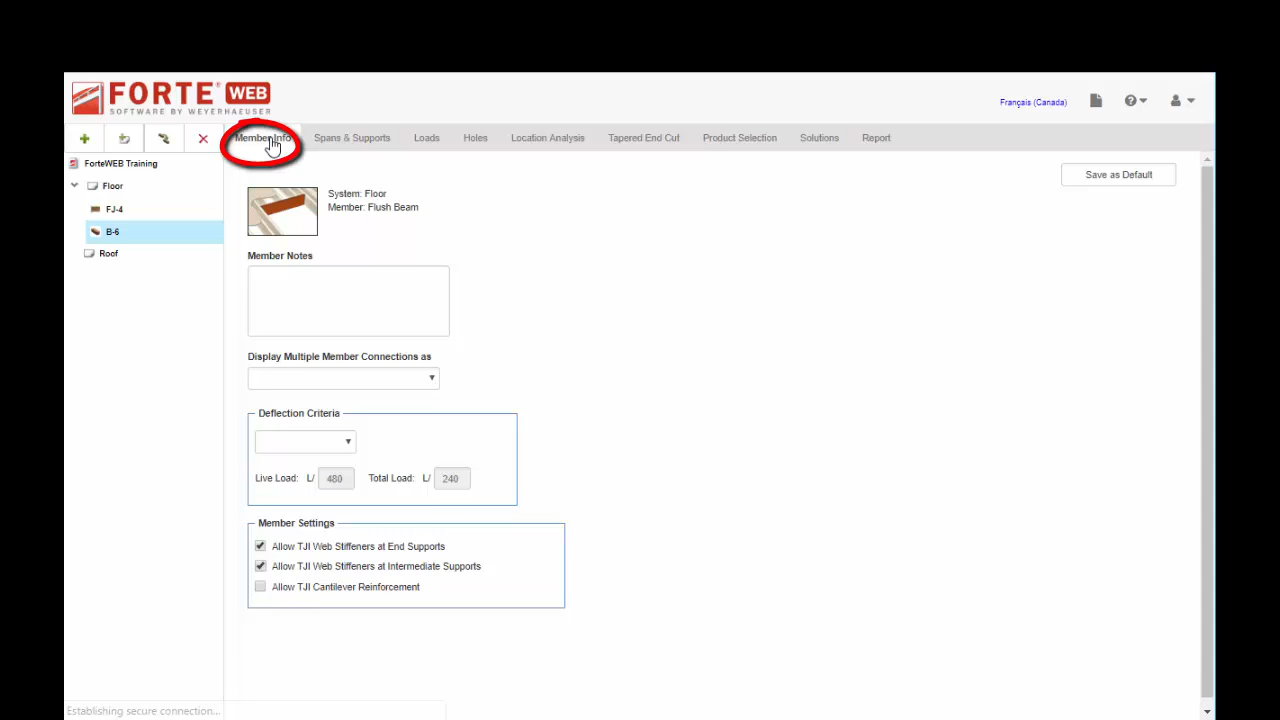 FORTE WEB
SOFTWARE BY WEYERHAEUSER
Français (Canada)
Member Info Spans & Supports Loads Holes Location Analysis Tapered End Cut Product Selection Solutions Report
ForteWEB Training
Floor
FJ-4
B-6
Roof
Save as Default
System: Floor
Member: Flush Beam
Member Notes
Display Multiple Member Connections as
Deflection Criteria
Live Load: L/ 480 Total Load: L/ 240
Member Settings
Allow TJI Web Stiffeners at End Supports
Allow TJI Web Stiffeners at Intermediate Supports
Allow TJI Cantilever Reinforcement
Establishing secure connection...